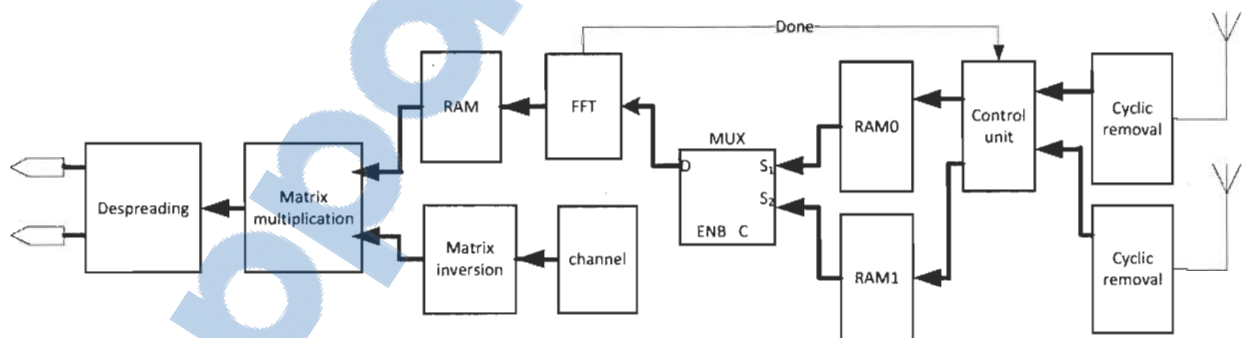 Done
RAM
FFT
MUX
D
S1
S2
ENB C
RAM0
RAM1
Control
unit
Cyclic
removal
Cyclic
removal
Despreading
Matrix
multiplication
Matrix
inversion
channel